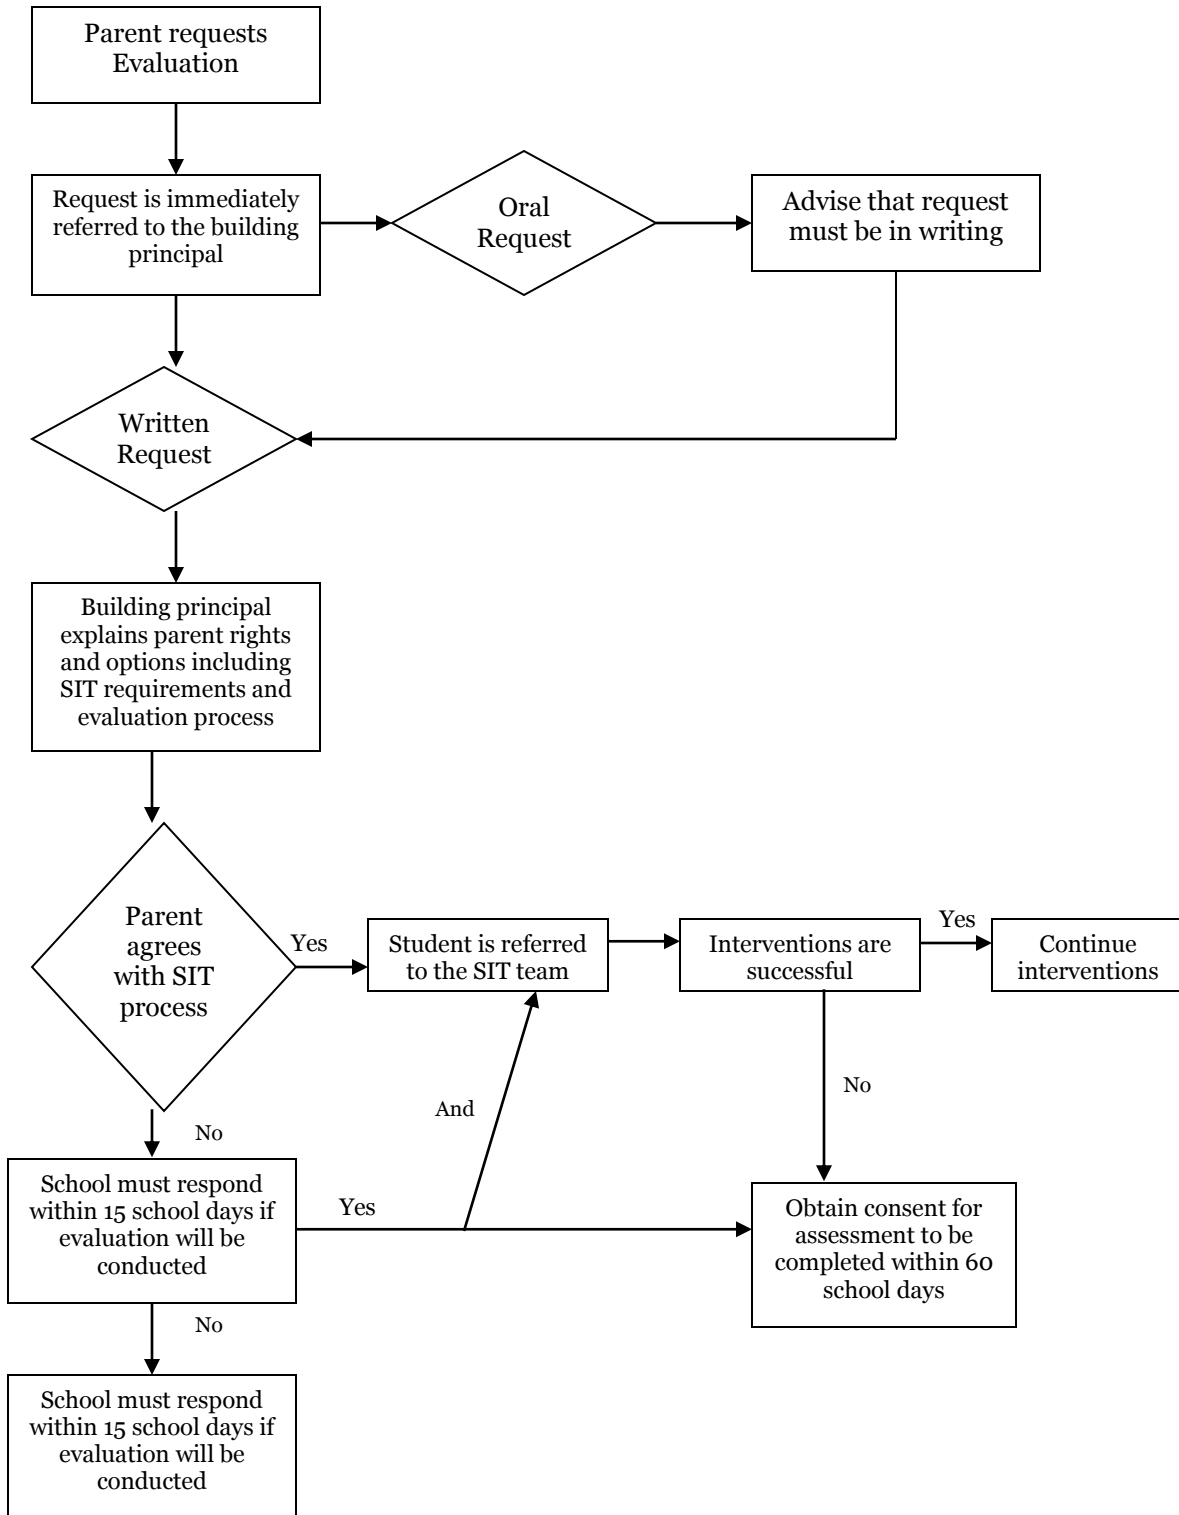 Parent requests
Evaluation
Request is immediately
referred to the building
principal
Oral
Request
Advise that request
must be in writing
Written
Request
Building principal
explains parent rights
and options including
SIT requirements and
evaluation process
Parent
agrees
with SIT
process
Yes
Student is referred
to the SIT team
Interventions are
successful
Yes
Continue
interventions
And
No
No
School must respond
within 15 school days if
evaluation will be
conducted
Yes
Obtain consent for
assessment to be
completed within 60
school days
No
School must respond
within 15 school days if
evaluation will be
conducted